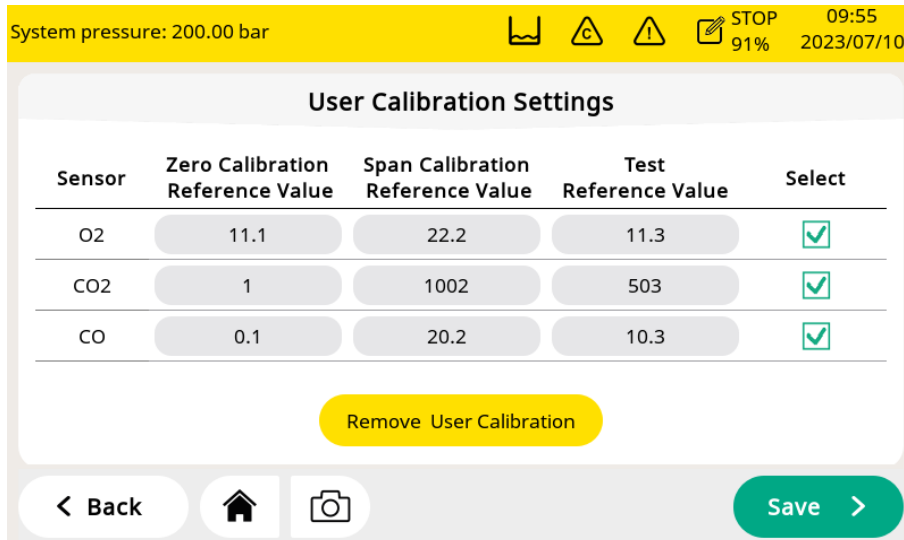 System pressure: 200.00 bar
C
!
STOP
91%
09:55
2023/07/10
User Calibration Settings
Sensor
Zero Calibration
Reference Value
Span Calibration
Reference Value
Test
Reference Value
Select
O2 11.1 22.2 11.3
CO2 1 1002 503
CO 0.1 20.2 10.3
Remove User Calibration
Back
Save